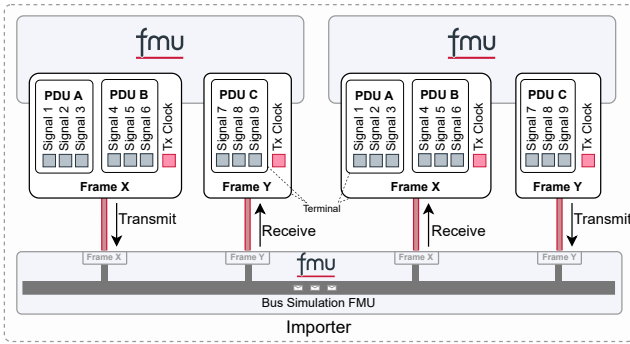 fmu
fmu
PDU A
PDU B
PDU C
PDU A
PDU B
PDU C
Signal 1
Signal 2
Signal 3
Signal 4
Signal 5
Signal 6
Tx Clock
Signal 7
Signal 8
Signal 9
Tx Clock
Signal 1
Signal 2
Signal 3
Signal 4
Signal 5
Signal 6
Tx Clock
Signal 7
Signal 8
Signal 9
Tx Clock
Frame X
Frame Y
Frame X
Frame Y
Terminal
Transmit
Receive
Receive
Transmit
Frame X
Frame Y
fmu
Frame X
Frame Y
Bus Simulation FMU
Importer